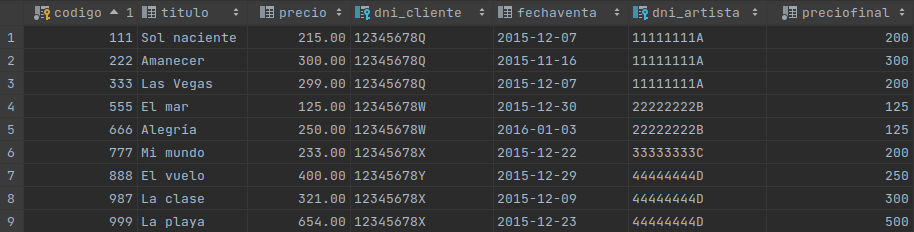 codigo 1 titulo precio dni_cliente fechaventa dni_artista preciofinal
1 111 Sol naciente 215.00 12345678Q 2015-12-07 11111111A 200
2 222 Amanecer 300.00 12345678Q 2015-11-16 11111111A 300
3 333 Las Vegas 299.00 12345678Q 2015-12-07 11111111A 200
4 555 El mar 125.00 12345678W 2015-12-30 22222222B 125
5 666 Alegría 250.00 12345678W 2016-01-03 22222222B 125
6 777 Mi mundo 233.00 12345678X 2015-12-22 33333333C 200
7 888 El vuelo 400.00 12345678Y 2015-12-29 44444444D 250
8 987 La clase 321.00 12345678X 2015-12-09 44444444D 300
9 999 La playa 654.00 12345678X 2015-12-23 44444444D 500